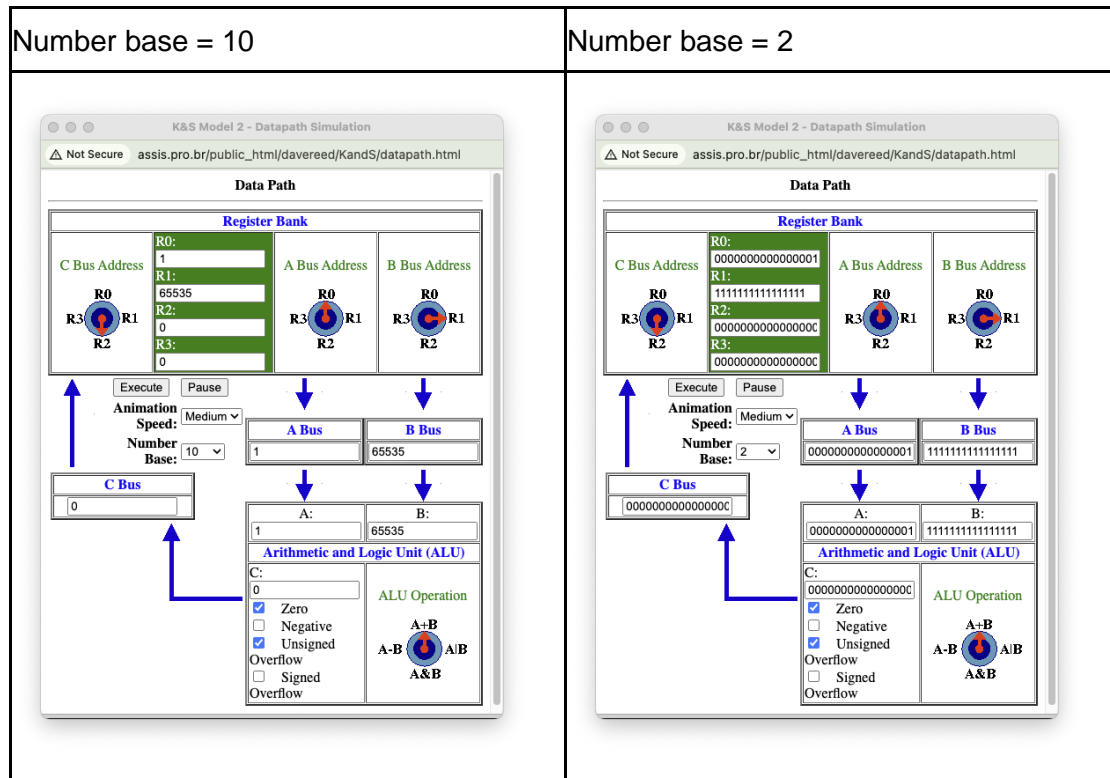 Number base = 10
K&S Model 2 - Datapath Simulation
Not Secure assis.pro.br/public_html/davereed/KandS/datapath.html
Data Path
Register Bank
C Bus Address
R0
R3 R1
R2
R0:
1
R1:
65535
R2:
0
R3:
0
A Bus Address
R0
R3 R1
R2
B Bus Address
R0
R3 R1
R2
Execute Pause
Animation
Speed: Medium
Number
Base: 10
A Bus
1
B Bus
65535
C Bus
0
A:
1
B:
65535
Arithmetic and Logic Unit (ALU)
C:
0
Zero
Negative
Unsigned
Overflow
Signed
Overflow
ALU Operation
A+B
A-B A|B
A&B
Number base = 2
K&S Model 2 - Datapath Simulation
Not Secure assis.pro.br/public_html/davereed/KandS/datapath.html
Data Path
Register Bank
C Bus Address
R0
R3 R1
R2
R0:
0000000000000001
R1:
1111111111111111
R2:
0000000000000000
R3:
0000000000000000
A Bus Address
R0
R3 R1
R2
B Bus Address
R0
R3 R1
R2
Execute Pause
Animation
Speed: Medium
Number
Base: 2
A Bus
0000000000000001
B Bus
1111111111111111
C Bus
0000000000000000
A:
0000000000000001
B:
1111111111111111
Arithmetic and Logic Unit (ALU)
C:
0000000000000000
Zero
Negative
Unsigned
Overflow
Signed
Overflow
ALU Operation
A+B
A-B A|B
A&B